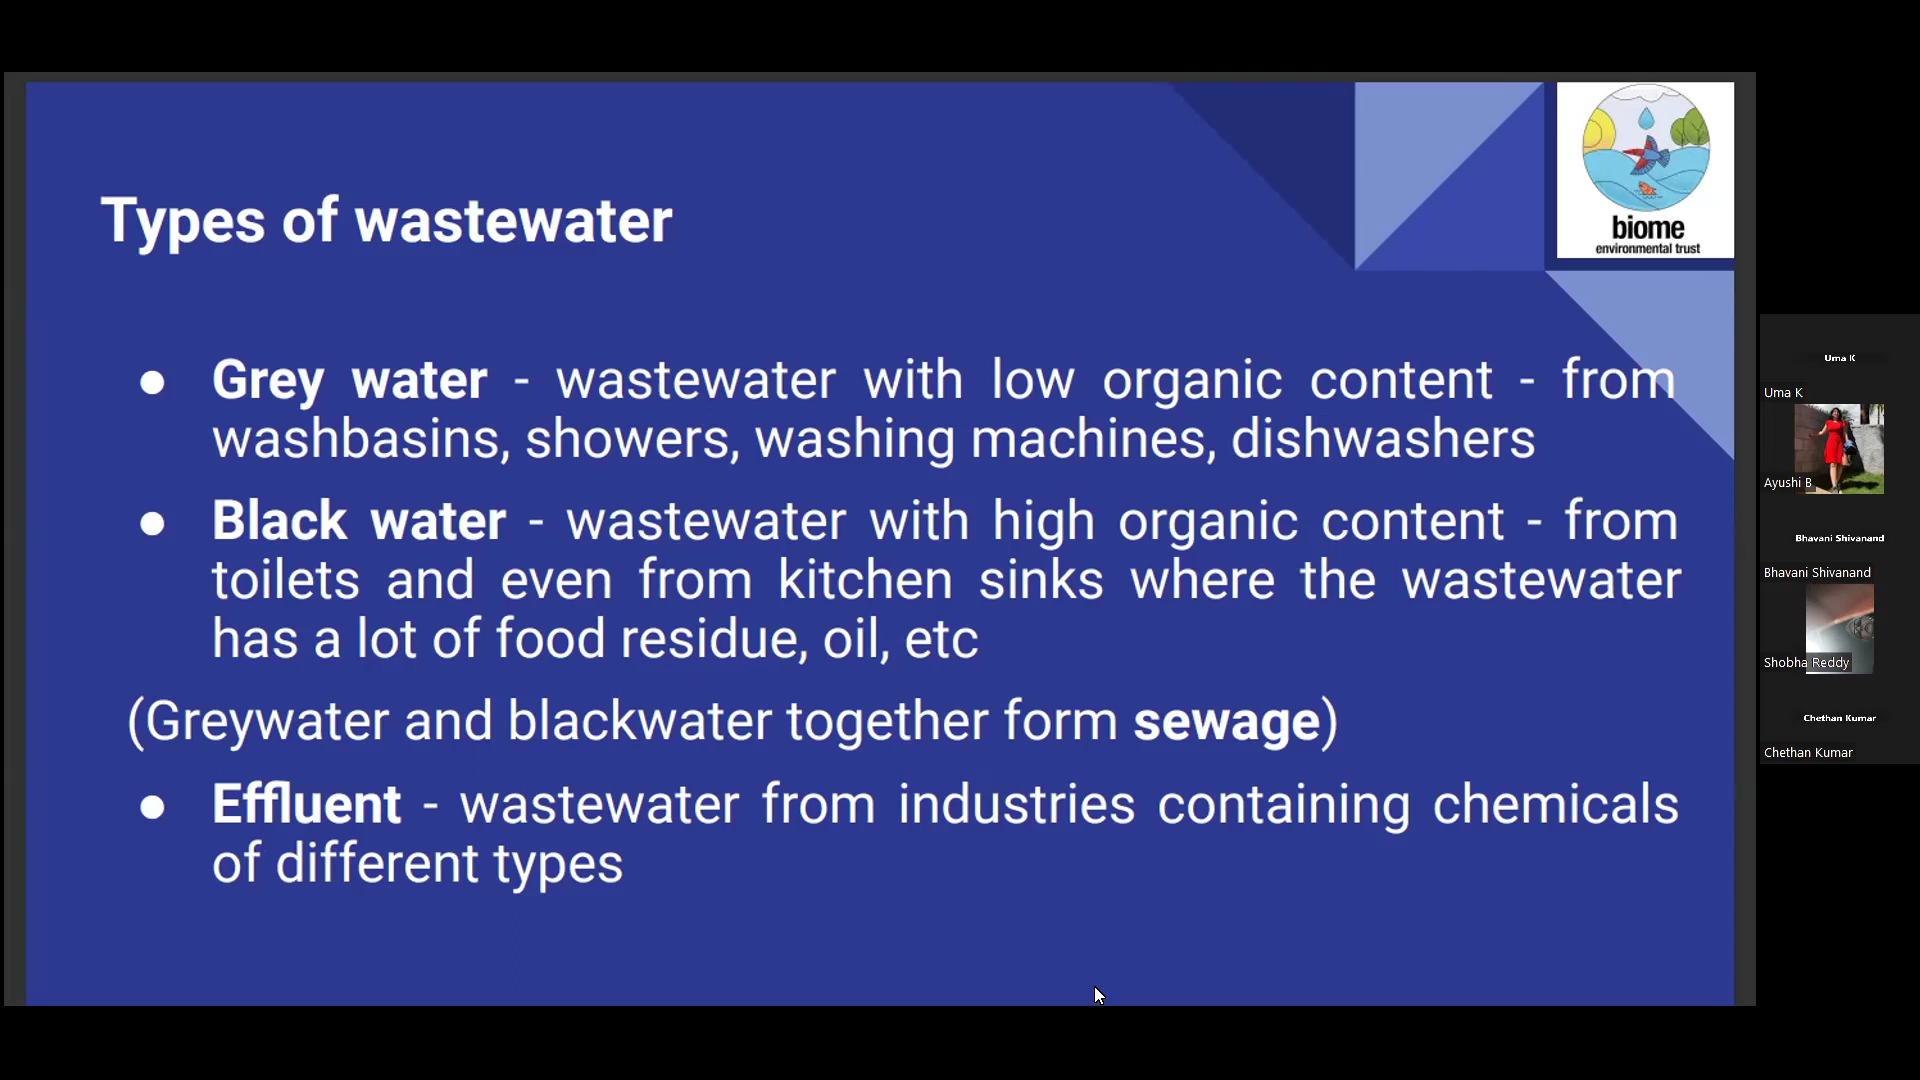 Types of wastewater
biome
environmental trust
● Grey water - wastewater with low organic content - from
washbasins, showers, washing machines, dishwashers
● Black water - wastewater with high organic content - from
toilets and even from kitchen sinks where the wastewater
has a lot of food residue, oil, etc
(Greywater and blackwater together form sewage)
● Effluent - wastewater from industries containing chemicals
of different types
Uma K
Uma K
Ayushi B
Bhavani Shivanand
Bhavani Shivanand
Shobha Reddy
Chethan Kumar
Chethan Kumar